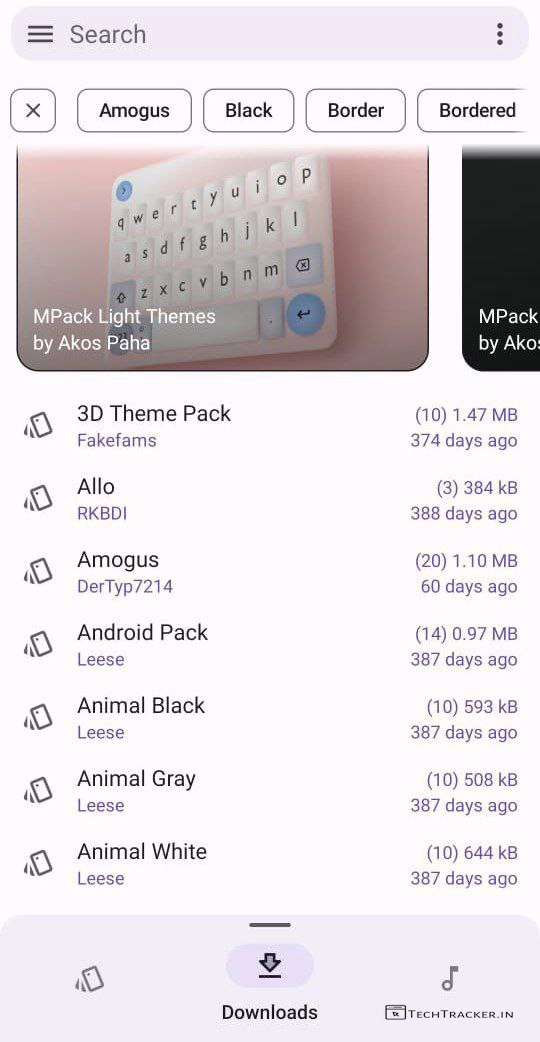 Search
Amogus
Black
Border
Bordered
q w e r t y u i o p
a s d f g h j k l
z x c v b n m
.
MPack Light Themes
by Akos Paha
MPack
by Ako
3D Theme Pack
(10) 1.47 MB
Fakefams
374 days ago
Allo
(3) 384 kB
RKBDI
388 days ago
Amogus
(20) 1.10 MB
DerTyp7214
60 days ago
Android Pack
(14) 0.97 MB
Leese
387 days ago
Animal Black
(10) 593 kB
Leese
387 days ago
Animal Gray
(10) 508 kB
Leese
387 days ago
Animal White
(10) 644 kB
Leese
387 days ago
Downloads
TechTracker.in